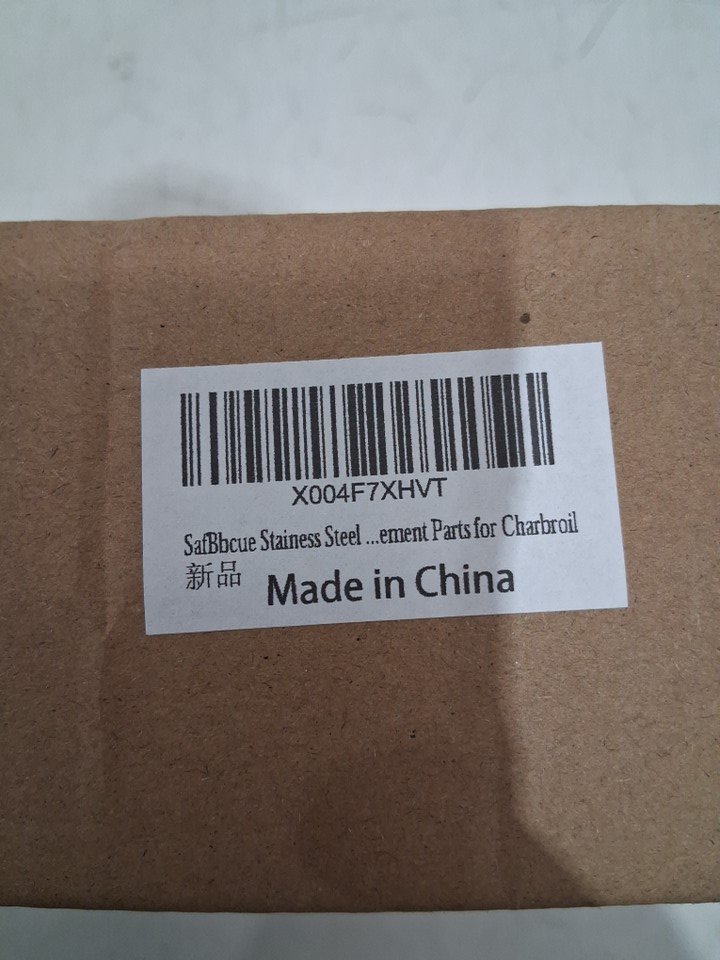 X004F7XHVT
SafBbcue Stainess Steel ...ement Parts for Charbroil
新品 Made in China